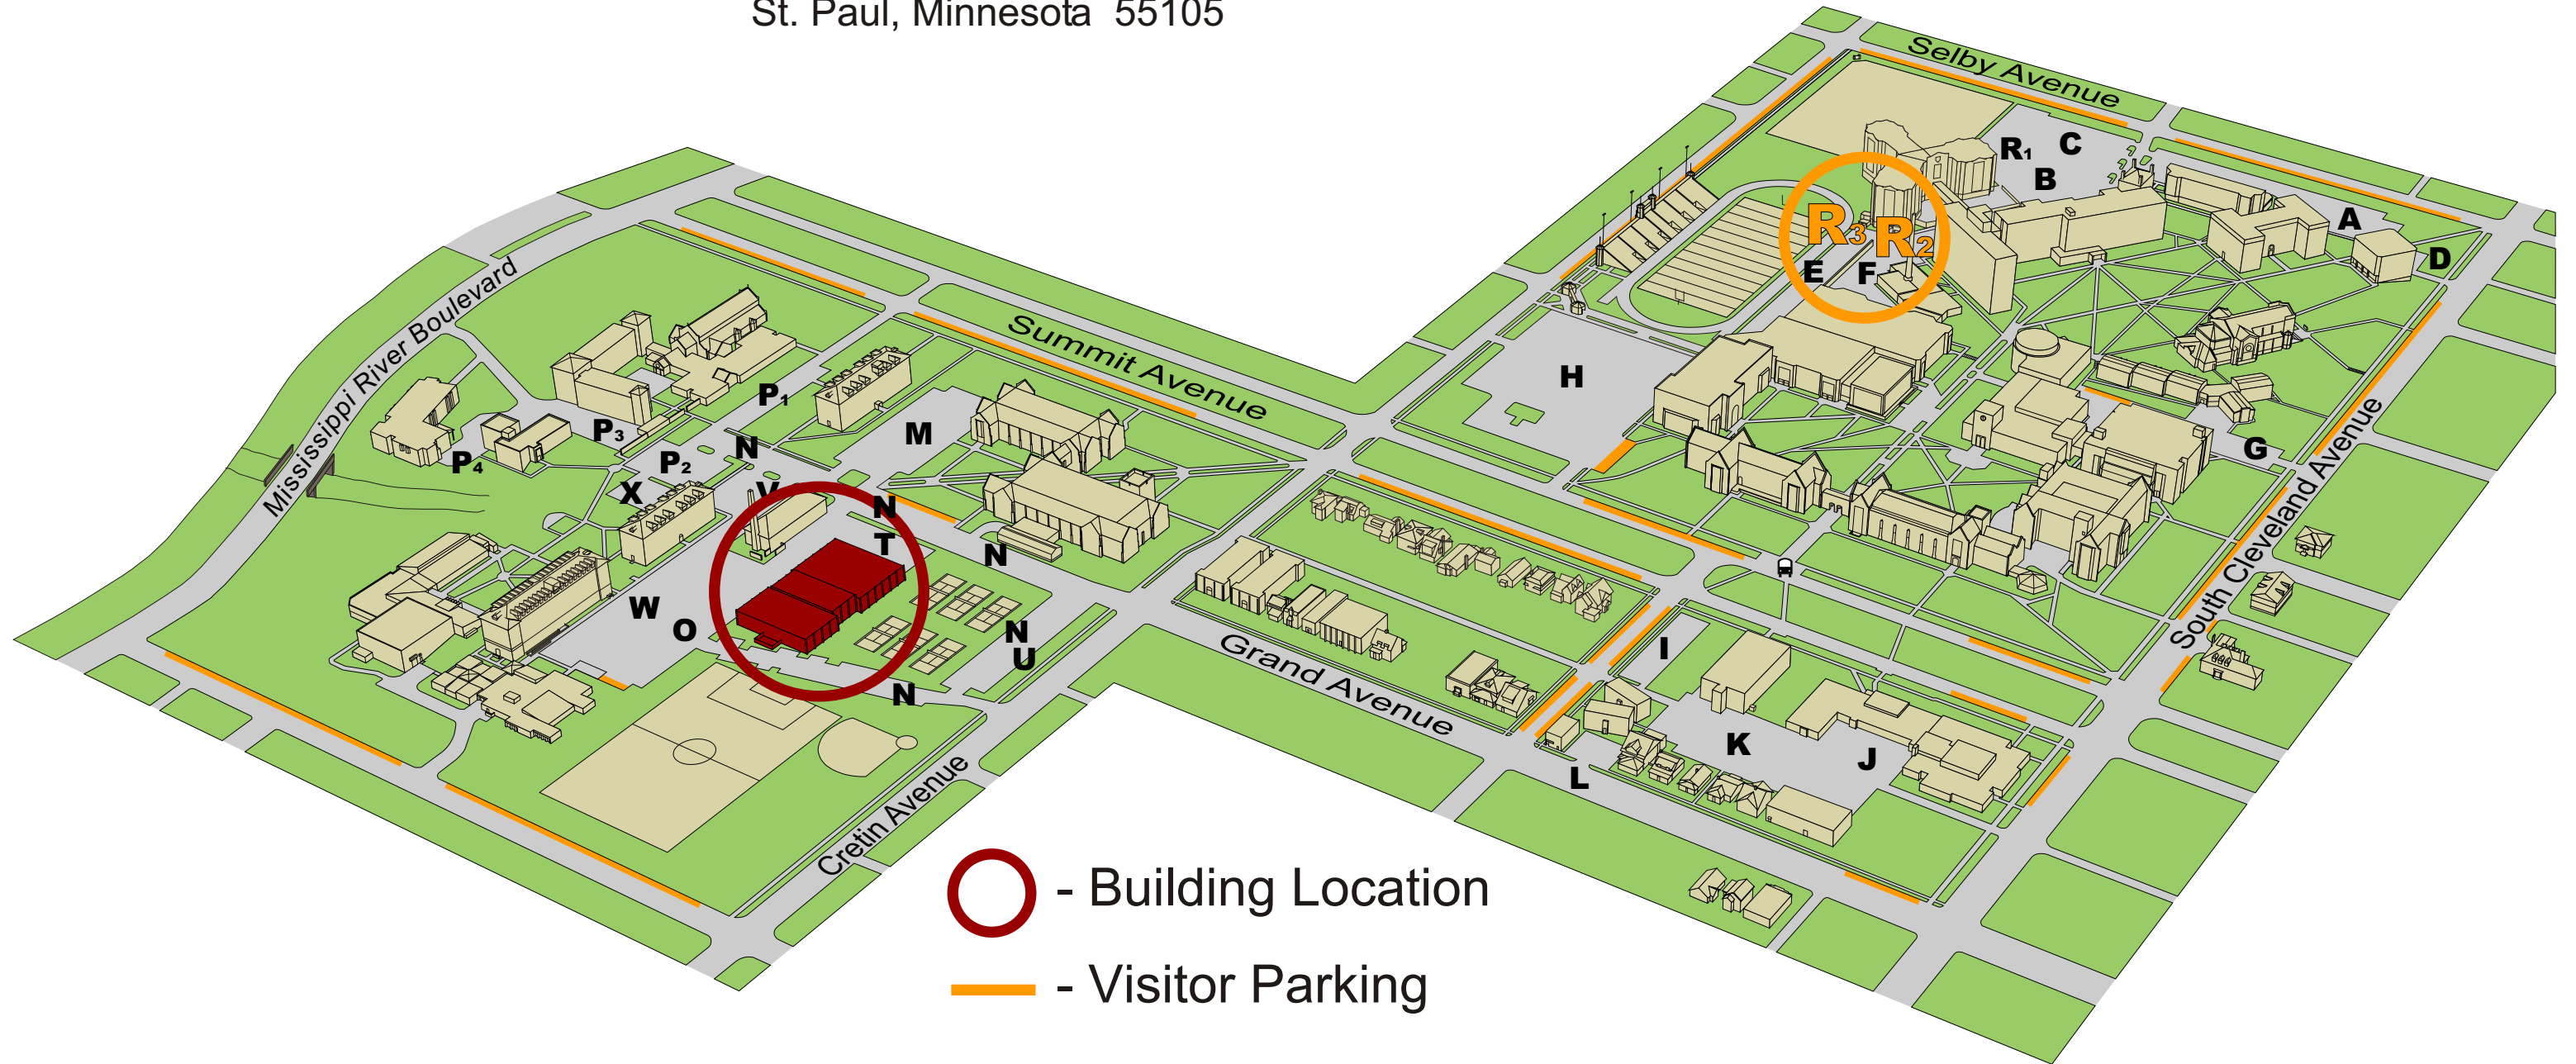 St. Paul, Minnesota 55105
Selby Avenue
C
R1
B
A
R3
R2
D
E
F
Mississippi River Boulevard
Summit Avenue
H
P1
M
P3
N
G
P4
P2
X
V
N
T
N
South Cleveland Avenue
W
O
N
U
I
Grand Avenue
N
K
J
L
Cretin Avenue
- Building Location
- Visitor Parking